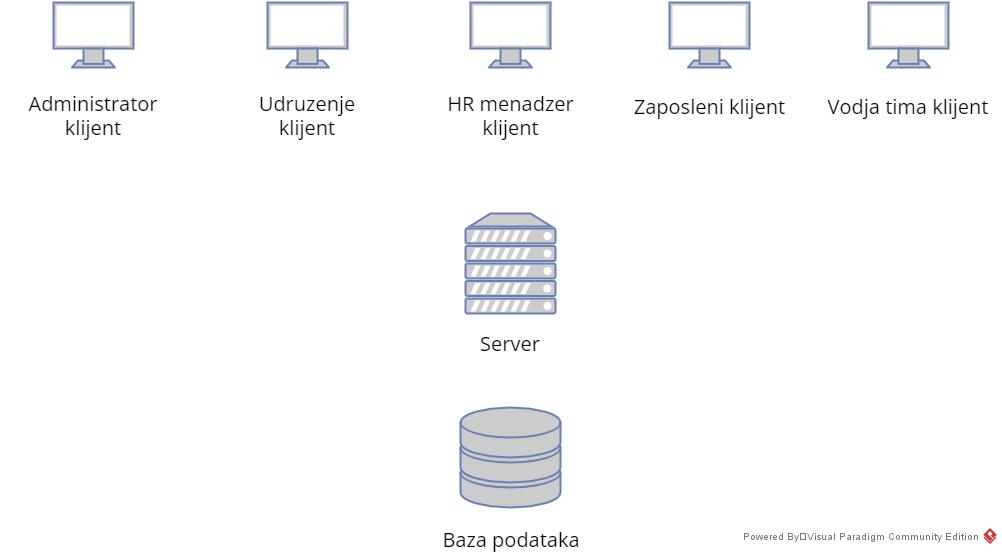 Administrator
klijent
Udruzenje
klijent
HR menadzer
klijent
Zaposleni klijent
Vodja tima klijent
Server
Baza podataka
Powered By□Visual Paradigm Community Edition